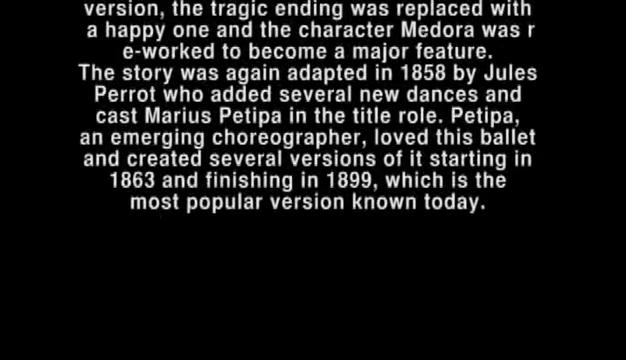 version, the tragic ending was replaced with
a happy one and the character Medora was r
e-worked to become a major feature.
The story was again adapted in 1858 by Jules
Perrot who added several new dances and
cast Marius Petipa in the title role. Petipa,
an emerging choreographer, loved this ballet
and created several versions of it starting in
1863 and finishing in 1899, which is the
most popular version known today.